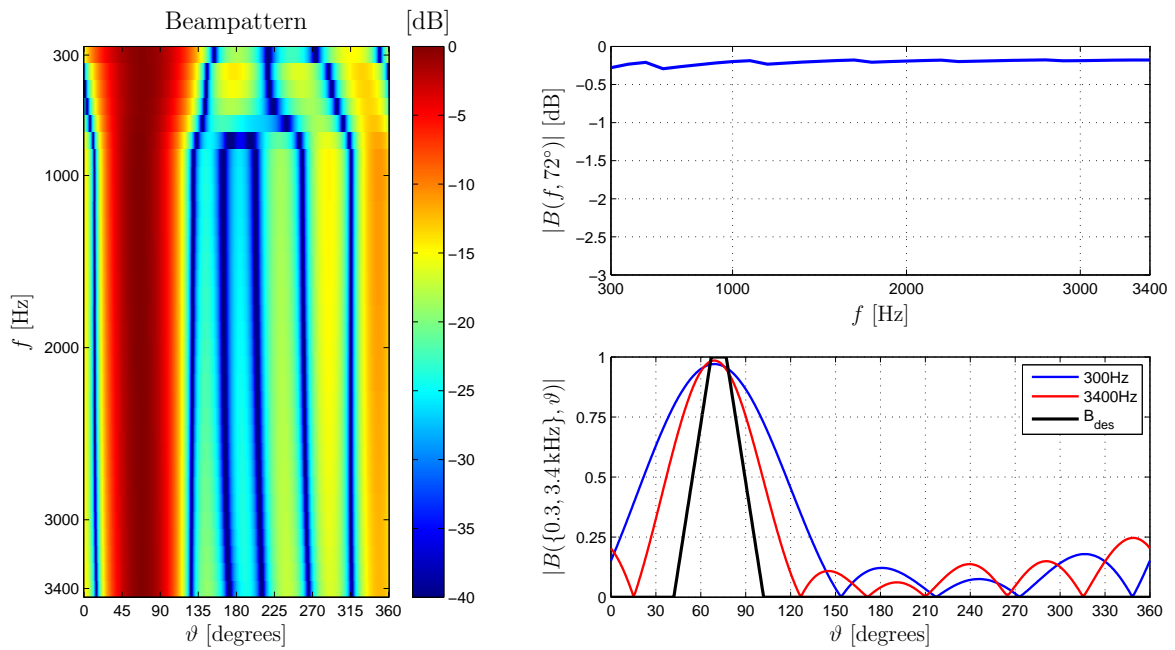 Beampattern
[dB]
300
1000
2000
3000
3400
f [Hz]
0 45 90 135 180 225 270 315 360
ϑ [degrees]
0
−5
−10
−15
−20
−25
−30
−35
−40
|B(f, 72°)| [dB]
0
−0.5
−1
−1.5
−2
−2.5
−3
300 1000 2000 3000 3400
f [Hz]
|B({0.3, 3.4 kHz}, ϑ)|
1
0.75
0.5
0.25
0
300Hz
3400Hz
B_des
0 30 60 90 120 150 180 210 240 270 300 330 360
ϑ [degrees]